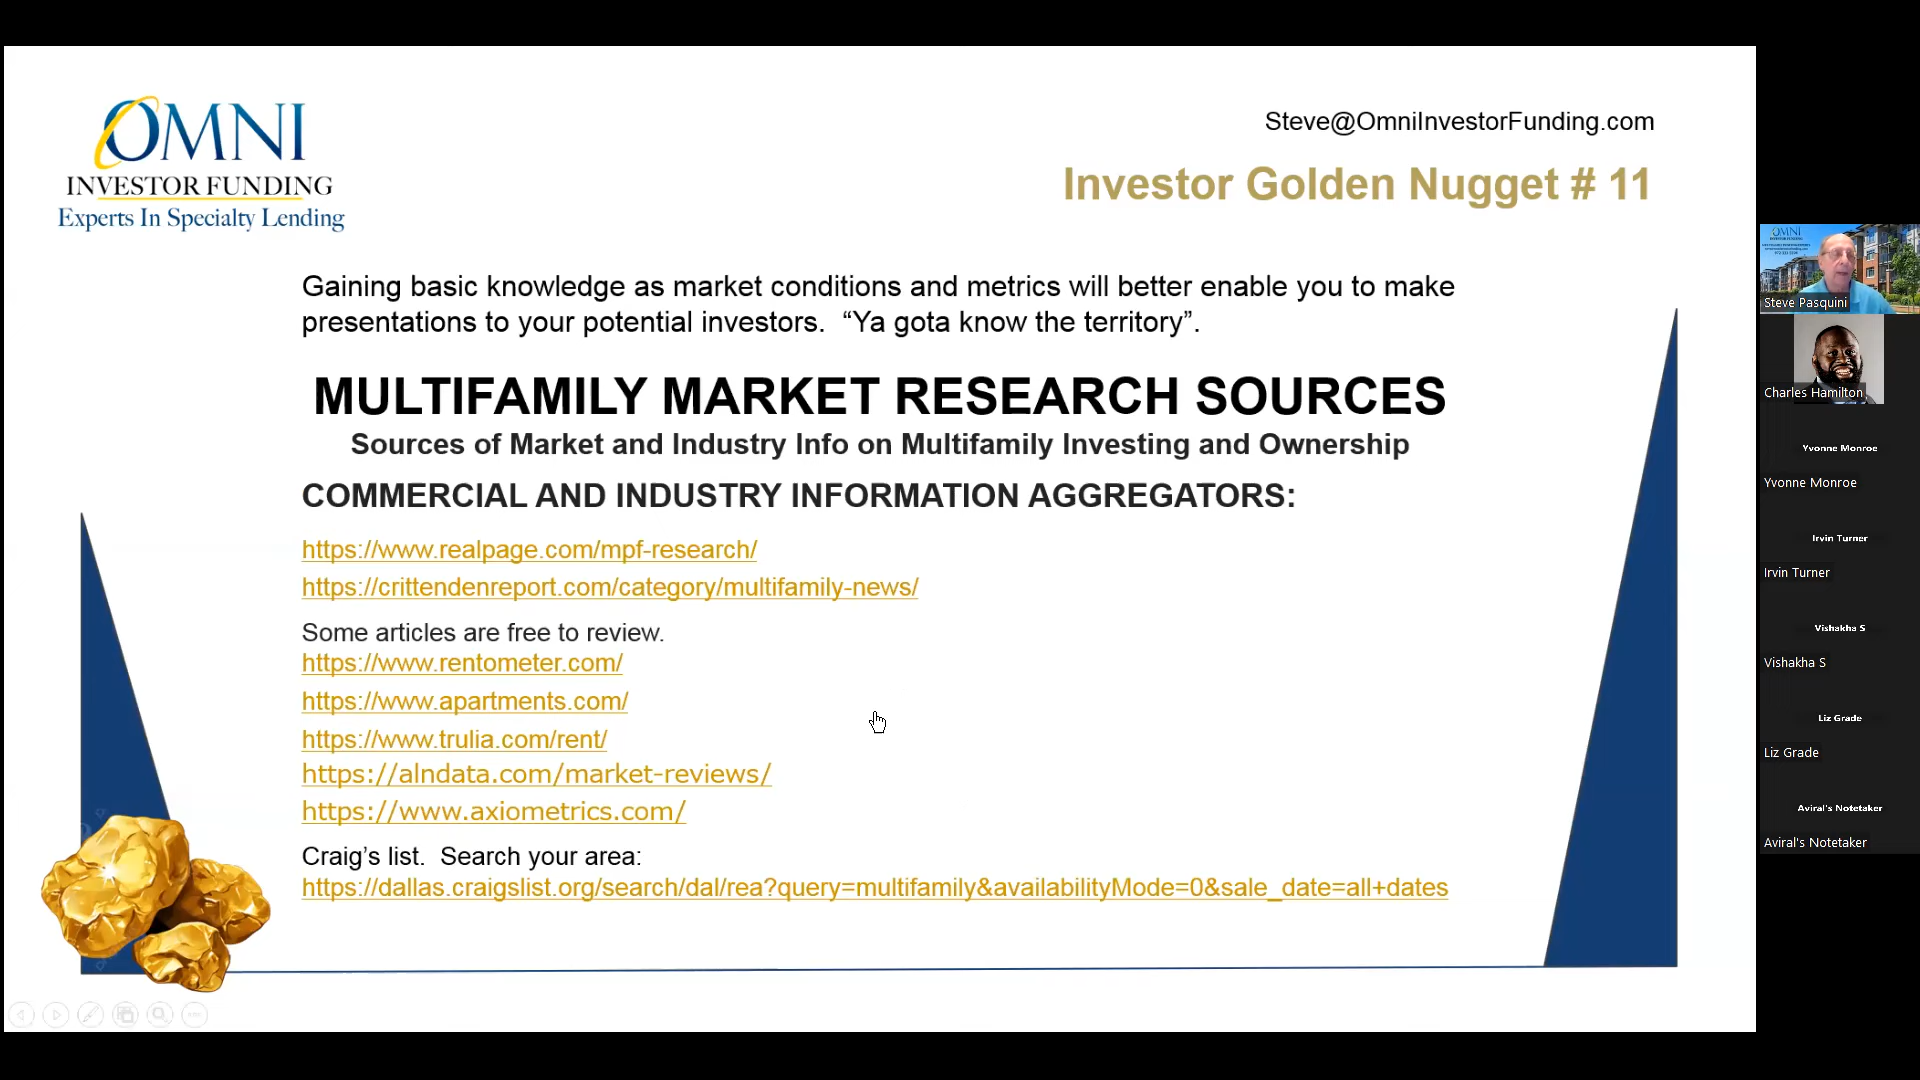 OMNI
INVESTOR FUNDING
Experts In Specialty Lending
Steve@OmniInvestorFunding.com
Investor Golden Nugget # 11
Gaining basic knowledge as market conditions and metrics will better enable you to make
presentations to your potential investors.  “Ya gota know the territory”.
MULTIFAMILY MARKET RESEARCH SOURCES
Sources of Market and Industry Info on Multifamily Investing and Ownership
COMMERCIAL AND INDUSTRY INFORMATION AGGREGATORS:
https://www.realpage.com/mpf-research/
https://crittendenreport.com/category/multifamily-news/
Some articles are free to review.
https://www.rentometer.com/
https://www.apartments.com/
https://www.trulia.com/rent/
https://alndata.com/market-reviews/
https://www.axiometrics.com/
Craig’s list.  Search your area:
https://dallas.craigslist.org/search/dal/rea?query=multifamily&availabilityMode=0&sale_date=all+dates
OMNI
Steve Pasquini
Charles Hamilton
Yvonne Monroe
Yvonne Monroe
Irvin Turner
Irvin Turner
Vishakha S
Vishakha S
Liz Grade
Liz Grade
Aviral's Notetaker
Aviral's Notetaker